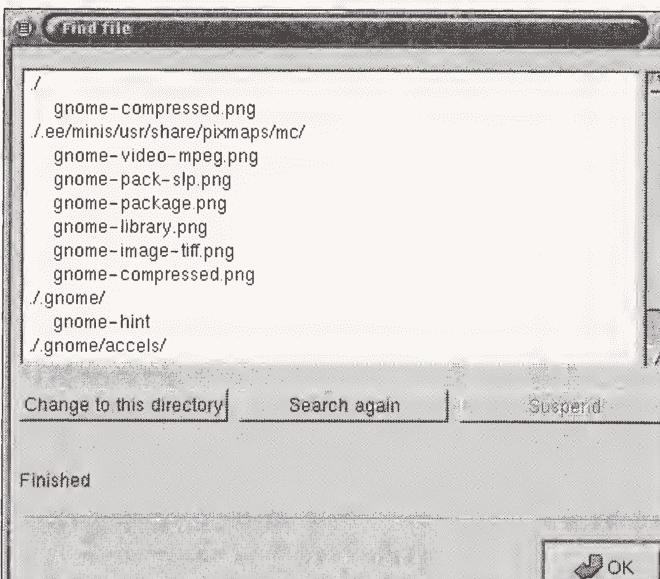 Find file
./
gnome-compressed.png
./.ee/minis/usr/share/pixmaps/mc/
gnome-video-mpeg.png
gnome-pack-slp.png
gnome-package.png
gnome-library.png
gnome-image-tiff.png
gnome-compressed.png
./.gnome/
gnome-hint
./.gnome/accels/
Change to this directory
Search again
Suspend
Finished
OK